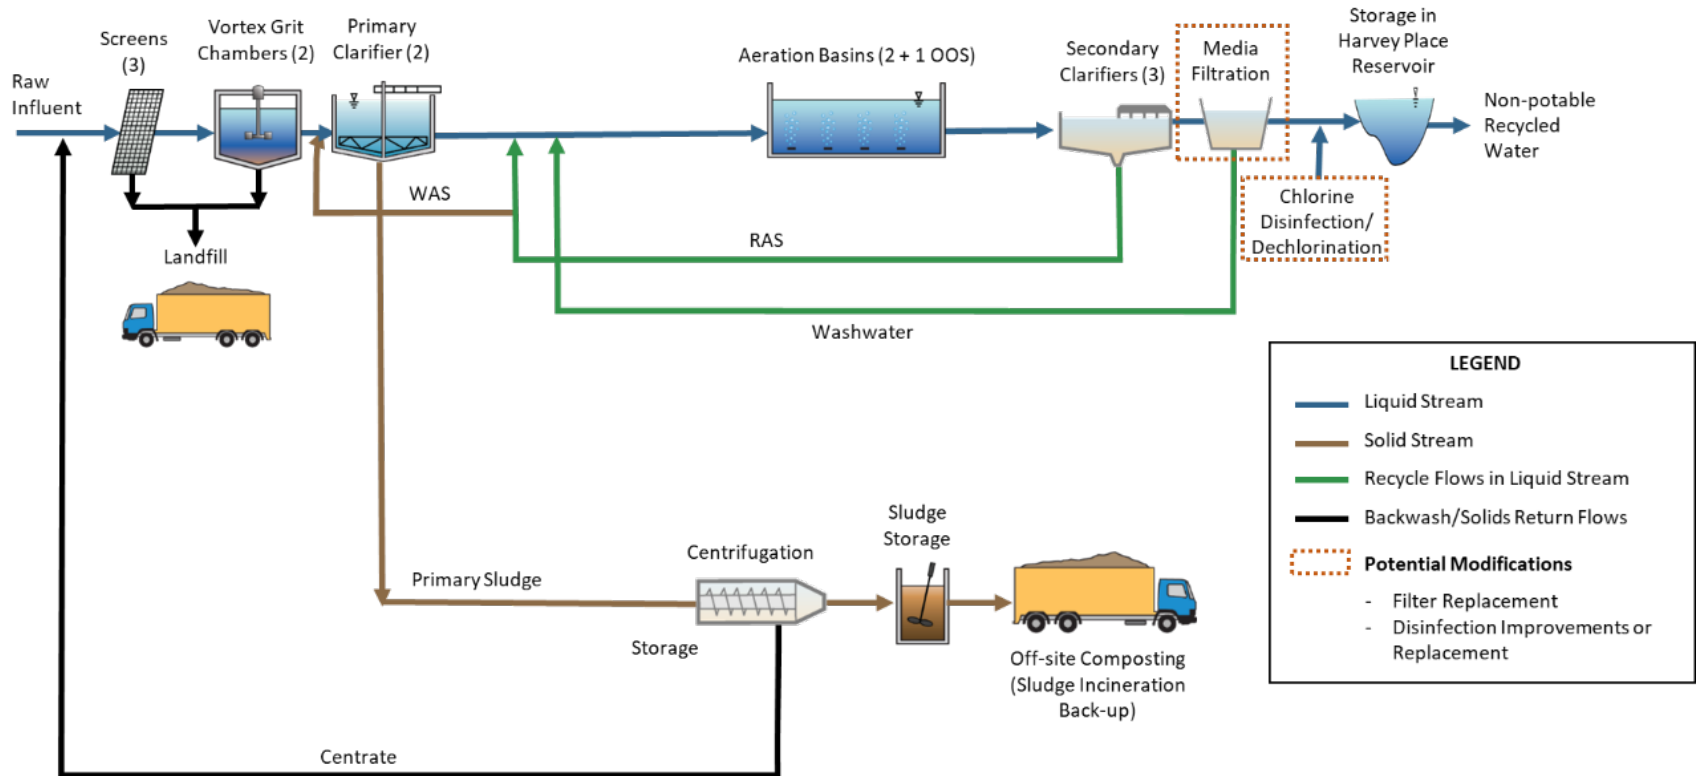 Raw
Influent
Screens
(3)
Vortex Grit
Chambers (2)
Primary
Clarifier (2)
Aeration Basins (2 + 1 OOS)
Secondary
Clarifiers (3)
Media
Filtration
Storage in
Harvey Place
Reservoir
Non-potable
Recycled
Water
Chlorine
Disinfection/
Dechlorination
WAS
RAS
Washwater
Landfill
Primary Sludge
Centrifugation
Storage
Sludge
Storage
Off-site Composting
(Sludge Incineration
Back-up)
Centrate
LEGEND
Liquid Stream
Solid Stream
Recycle Flows in Liquid Stream
Backwash/Solids Return Flows
Potential Modifications
- Filter Replacement
- Disinfection Improvements or
Replacement